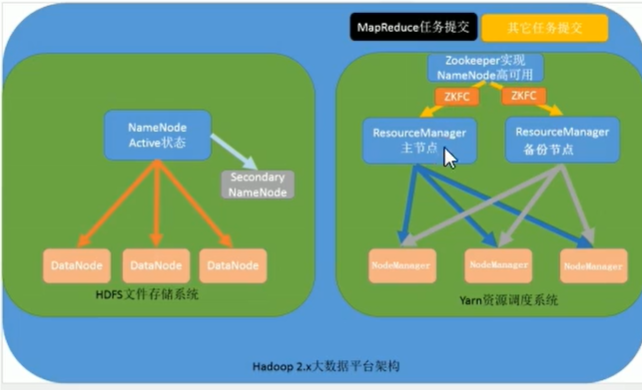 MapReduce任务提交
其它任务提交
Zookeeper实现
NameNode高可用
ZKFC
ZKFC
NameNode
Active状态
ResourceManager
主节点
ResourceManager
备份节点
Secondary
NameNode
DataNode
DataNode
DataNode
NodeManager
NodeManager
NodeManager
HDFS文件存储系统
Yarn资源调度系统
Hadoop 2.x大数据平台架构